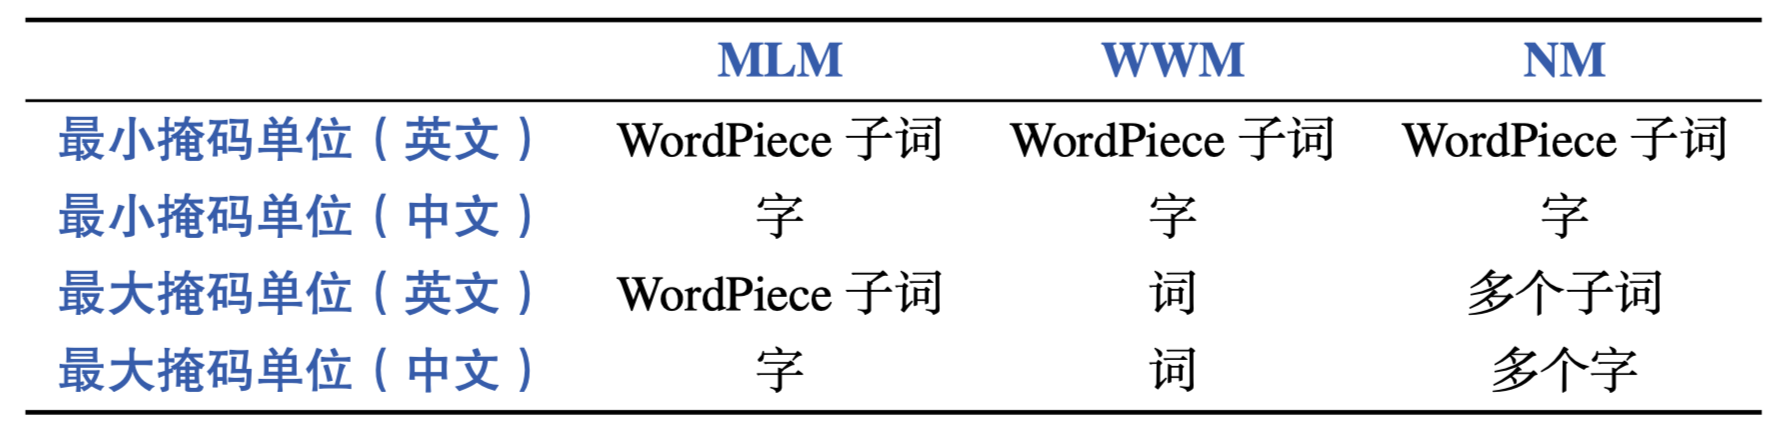 MLM WWM NM
最小掩码单位（英文） WordPiece 子词 WordPiece 子词 WordPiece 子词
最小掩码单位（中文） 字 字 字
最大掩码单位（英文） WordPiece 子词 词 多个子词
最大掩码单位（中文） 字 词 多个字